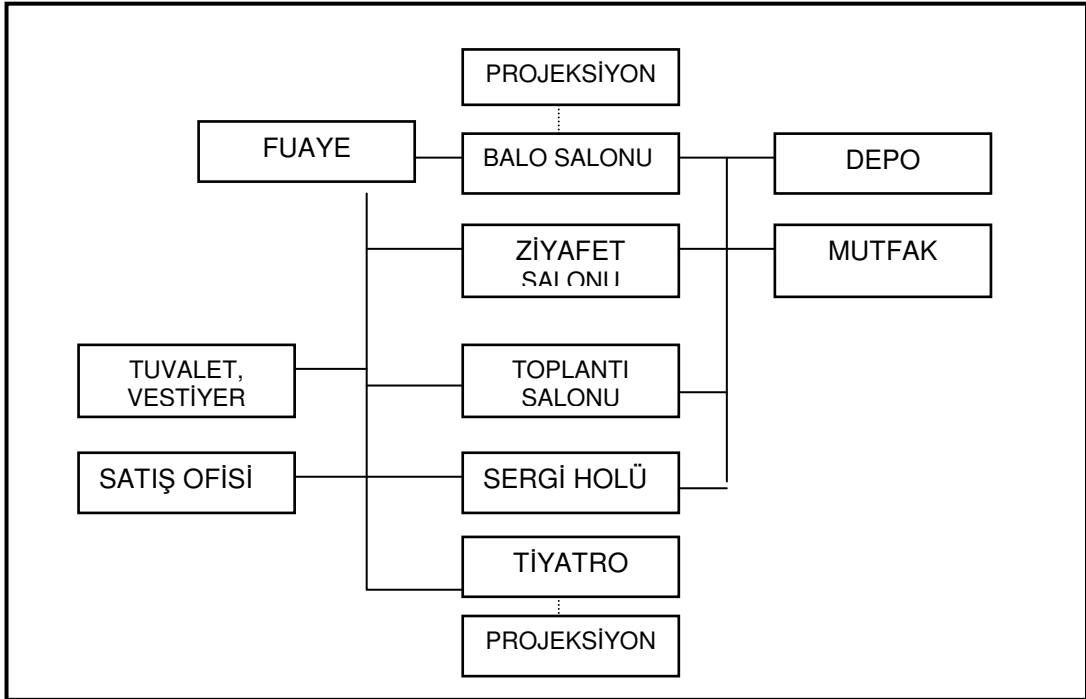 PROJEKSİYON
FUAYE
BALO SALONU
DEPO
ZİYAFET
SALONU
MUTFAK
TUVALET,
VESTİYER
TOPLANTI
SALONU
SATIŞ OFİSİ
SERGİ HOLÜ
TİYATRO
PROJEKSİYON